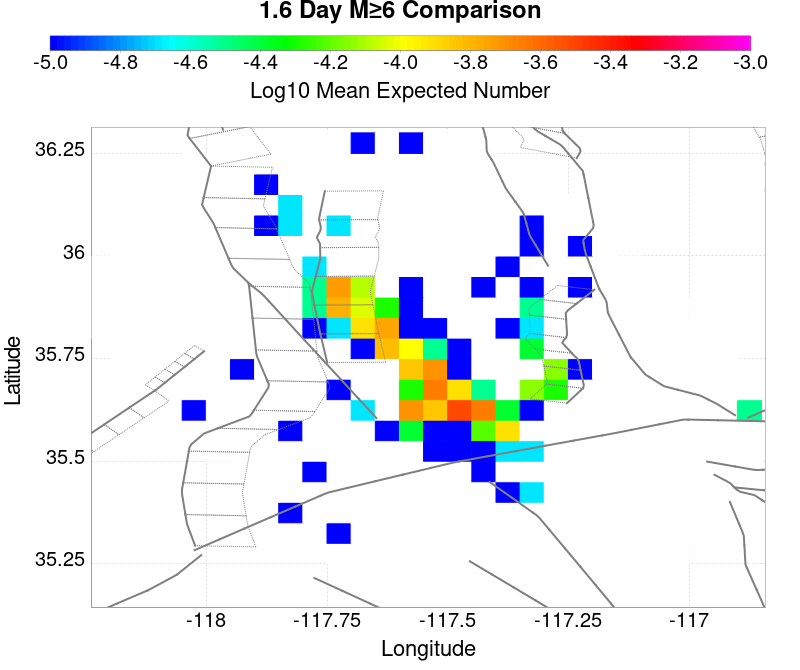 1.6 Day M≥6 Comparison
-5.0 -4.8 -4.6 -4.4 -4.2 -4.0 -3.8 -3.6 -3.4 -3.2 -3.0
Log10 Mean Expected Number
36.25
36
35.75
35.5
35.25
Latitude
-118 -117.75 -117.5 -117.25 -117
Longitude